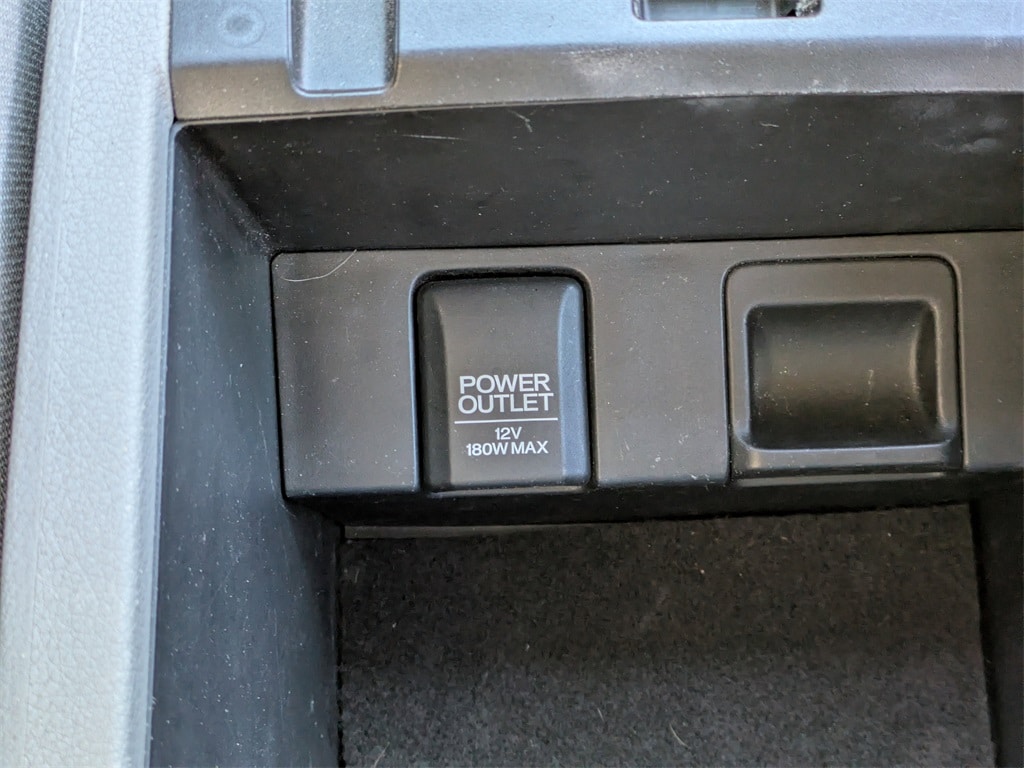 POWER
OUTLET
12V
180W MAX